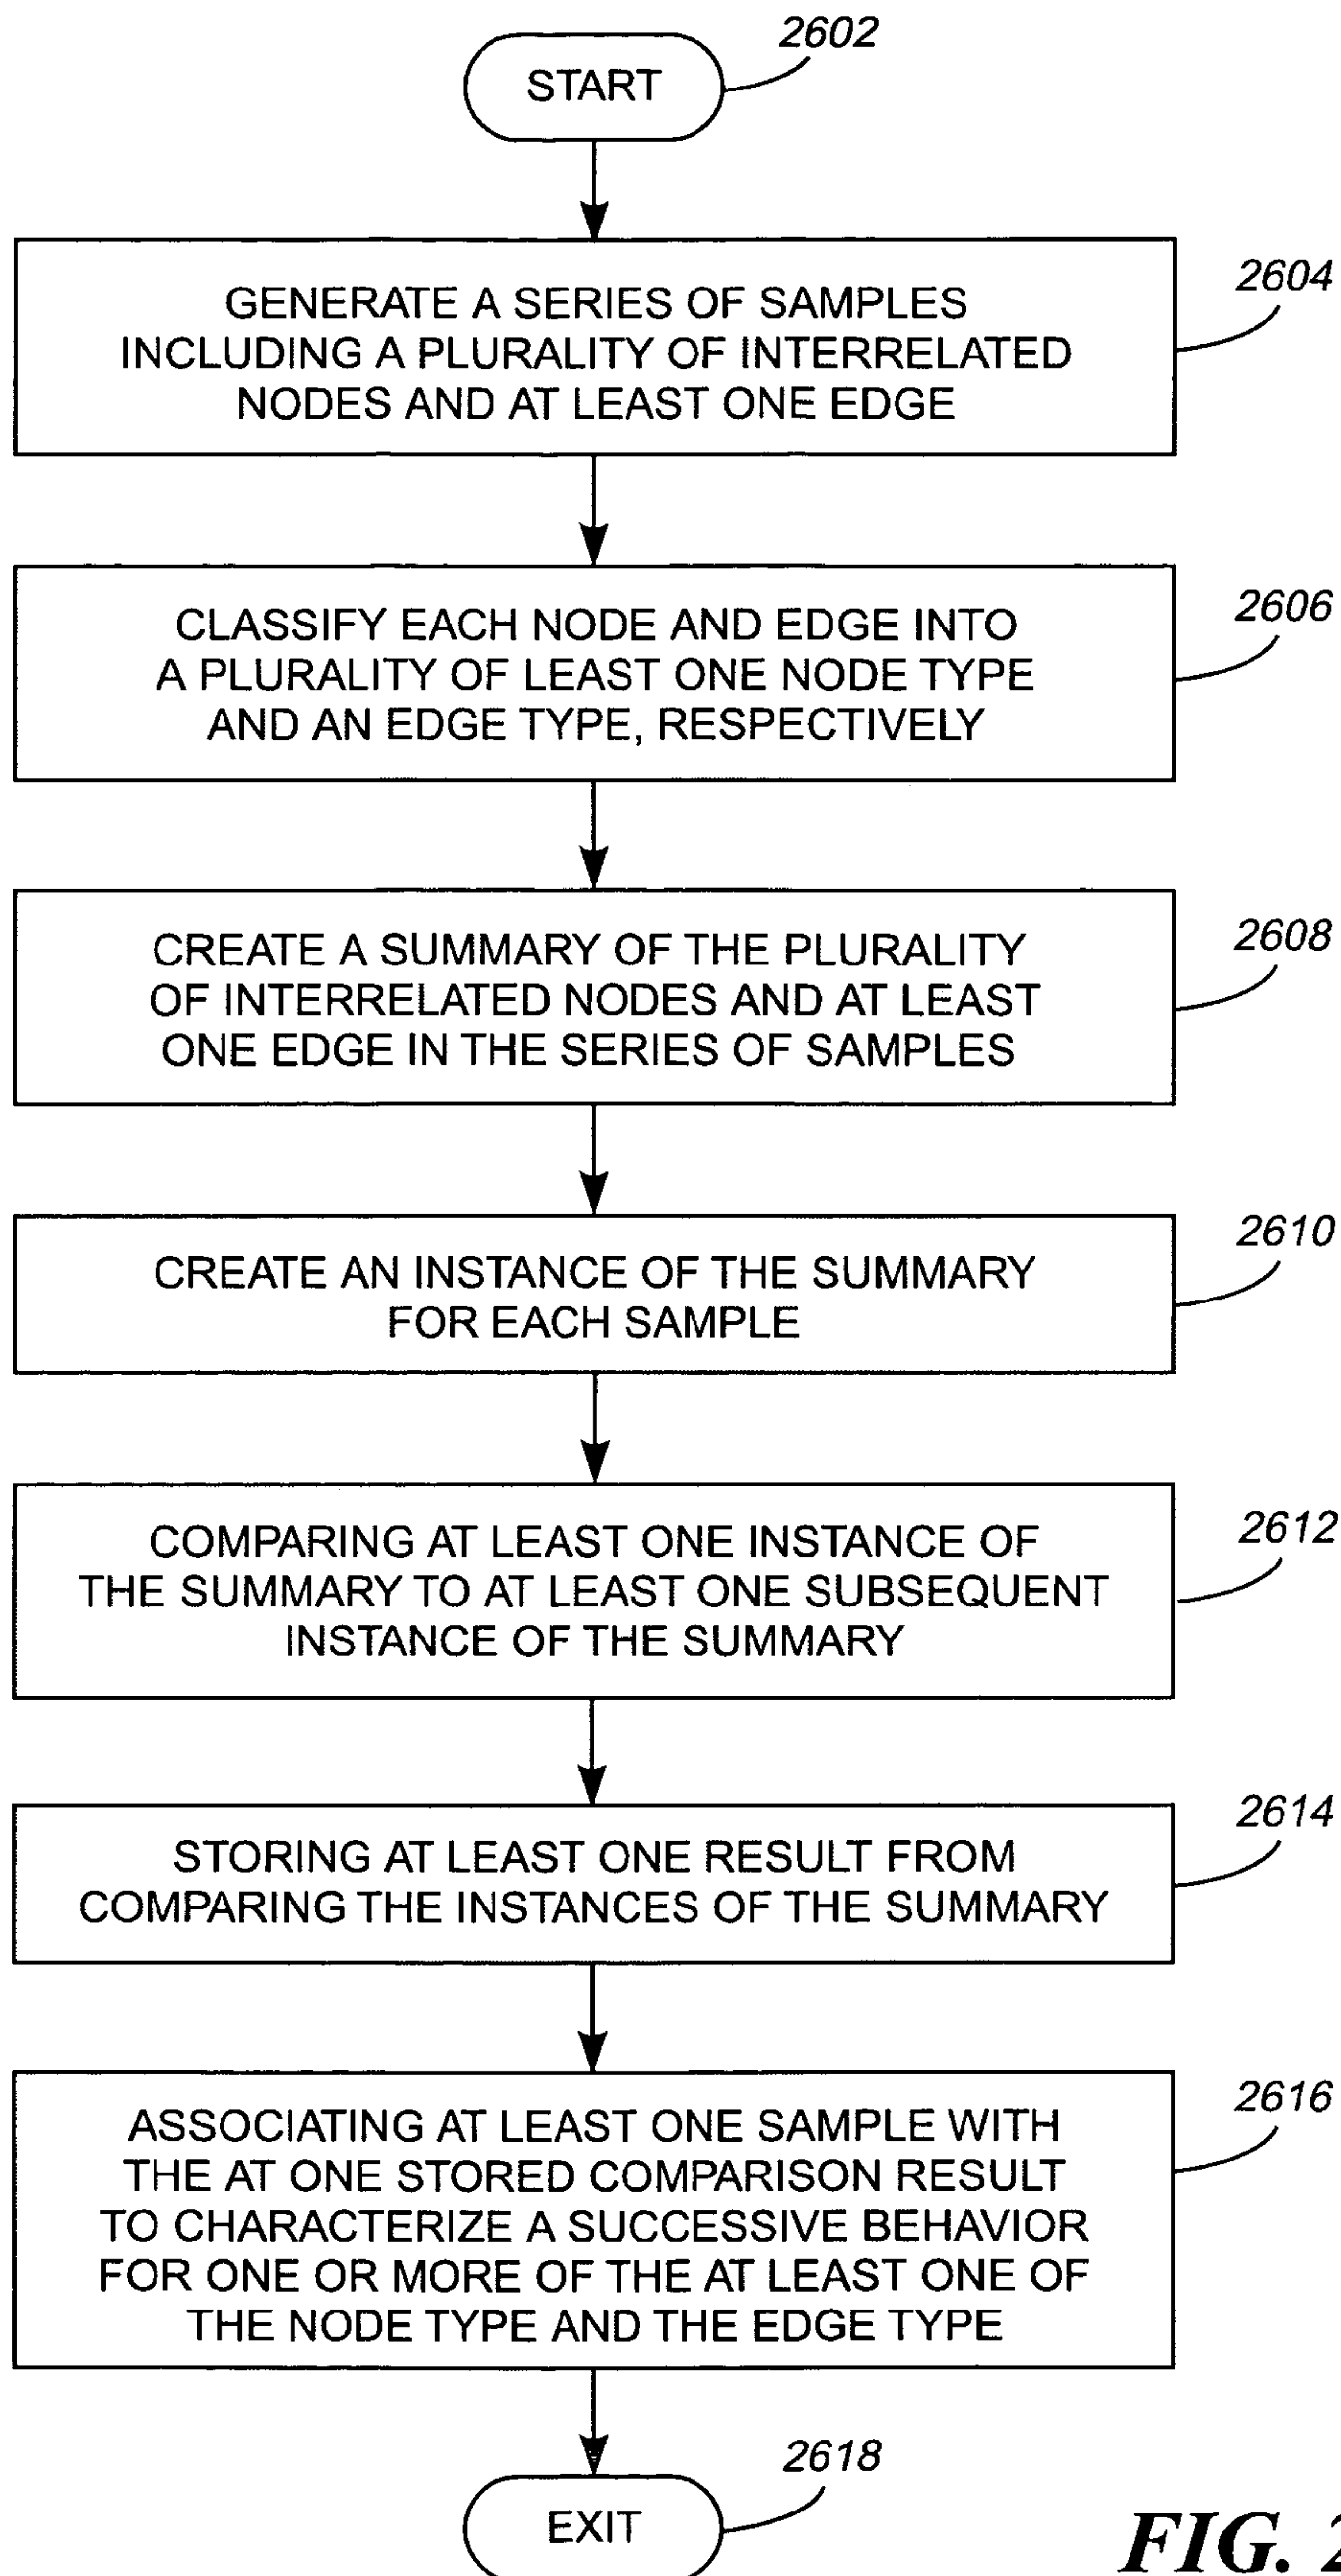 2602
START
2604
GENERATE A SERIES OF SAMPLES
INCLUDING A PLURALITY OF INTERRELATED
NODES AND AT LEAST ONE EDGE
2606
CLASSIFY EACH NODE AND EDGE INTO
A PLURALITY OF LEAST ONE NODE TYPE
AND AN EDGE TYPE, RESPECTIVELY
2608
CREATE A SUMMARY OF THE PLURALITY
OF INTERRELATED NODES AND AT LEAST
ONE EDGE IN THE SERIES OF SAMPLES
2610
CREATE AN INSTANCE OF THE SUMMARY
FOR EACH SAMPLE
2612
COMPARING AT LEAST ONE INSTANCE OF
THE SUMMARY TO AT LEAST ONE SUBSEQUENT
INSTANCE OF THE SUMMARY
2614
STORING AT LEAST ONE RESULT FROM
COMPARING THE INSTANCES OF THE SUMMARY
2616
ASSOCIATING AT LEAST ONE SAMPLE WITH
THE AT ONE STORED COMPARISON RESULT
TO CHARACTERIZE A SUCCESSIVE BEHAVIOR
FOR ONE OR MORE OF THE AT LEAST ONE OF
THE NODE TYPE AND THE EDGE TYPE
2618
EXIT
FIG.